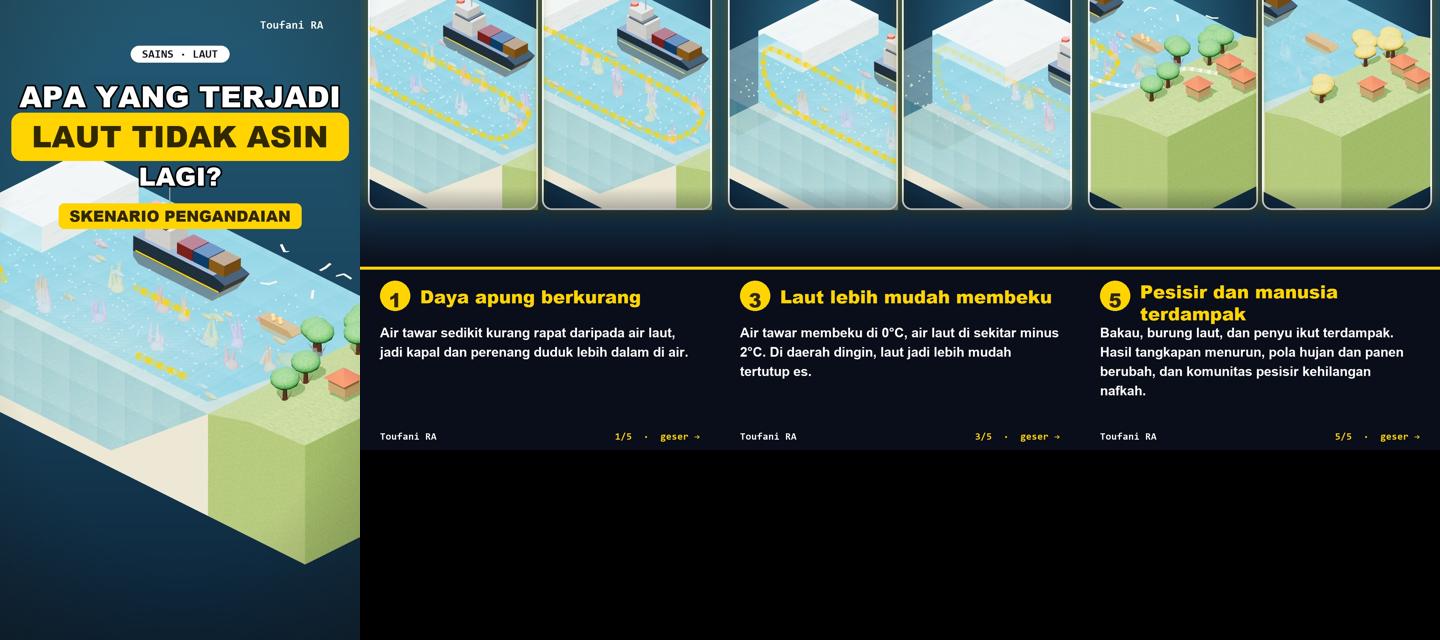 Toufani RA
SAINS · LAUT
APA YANG TERJADI
LAUT TIDAK ASIN
LAGI?
SKENARIO PENGANDAIAN
1 Daya apung berkurang
Air tawar sedikit kurang rapat daripada air laut,
jadi kapal dan perenang duduk lebih dalam di air.
Toufani RA 1/5 · geser →
3 Laut lebih mudah membeku
Air tawar membeku di 0°C, air laut di sekitar minus
2°C. Di daerah dingin, laut jadi lebih mudah
tertutup es.
Toufani RA 3/5 · geser →
5 Pesisir dan manusia
terdampak
Bakau, burung laut, dan penyu ikut terdampak.
Hasil tangkapan menurun, pola hujan dan panen
berubah, dan komunitas pesisir kehilangan
nafkah.
Toufani RA 5/5 · geser →